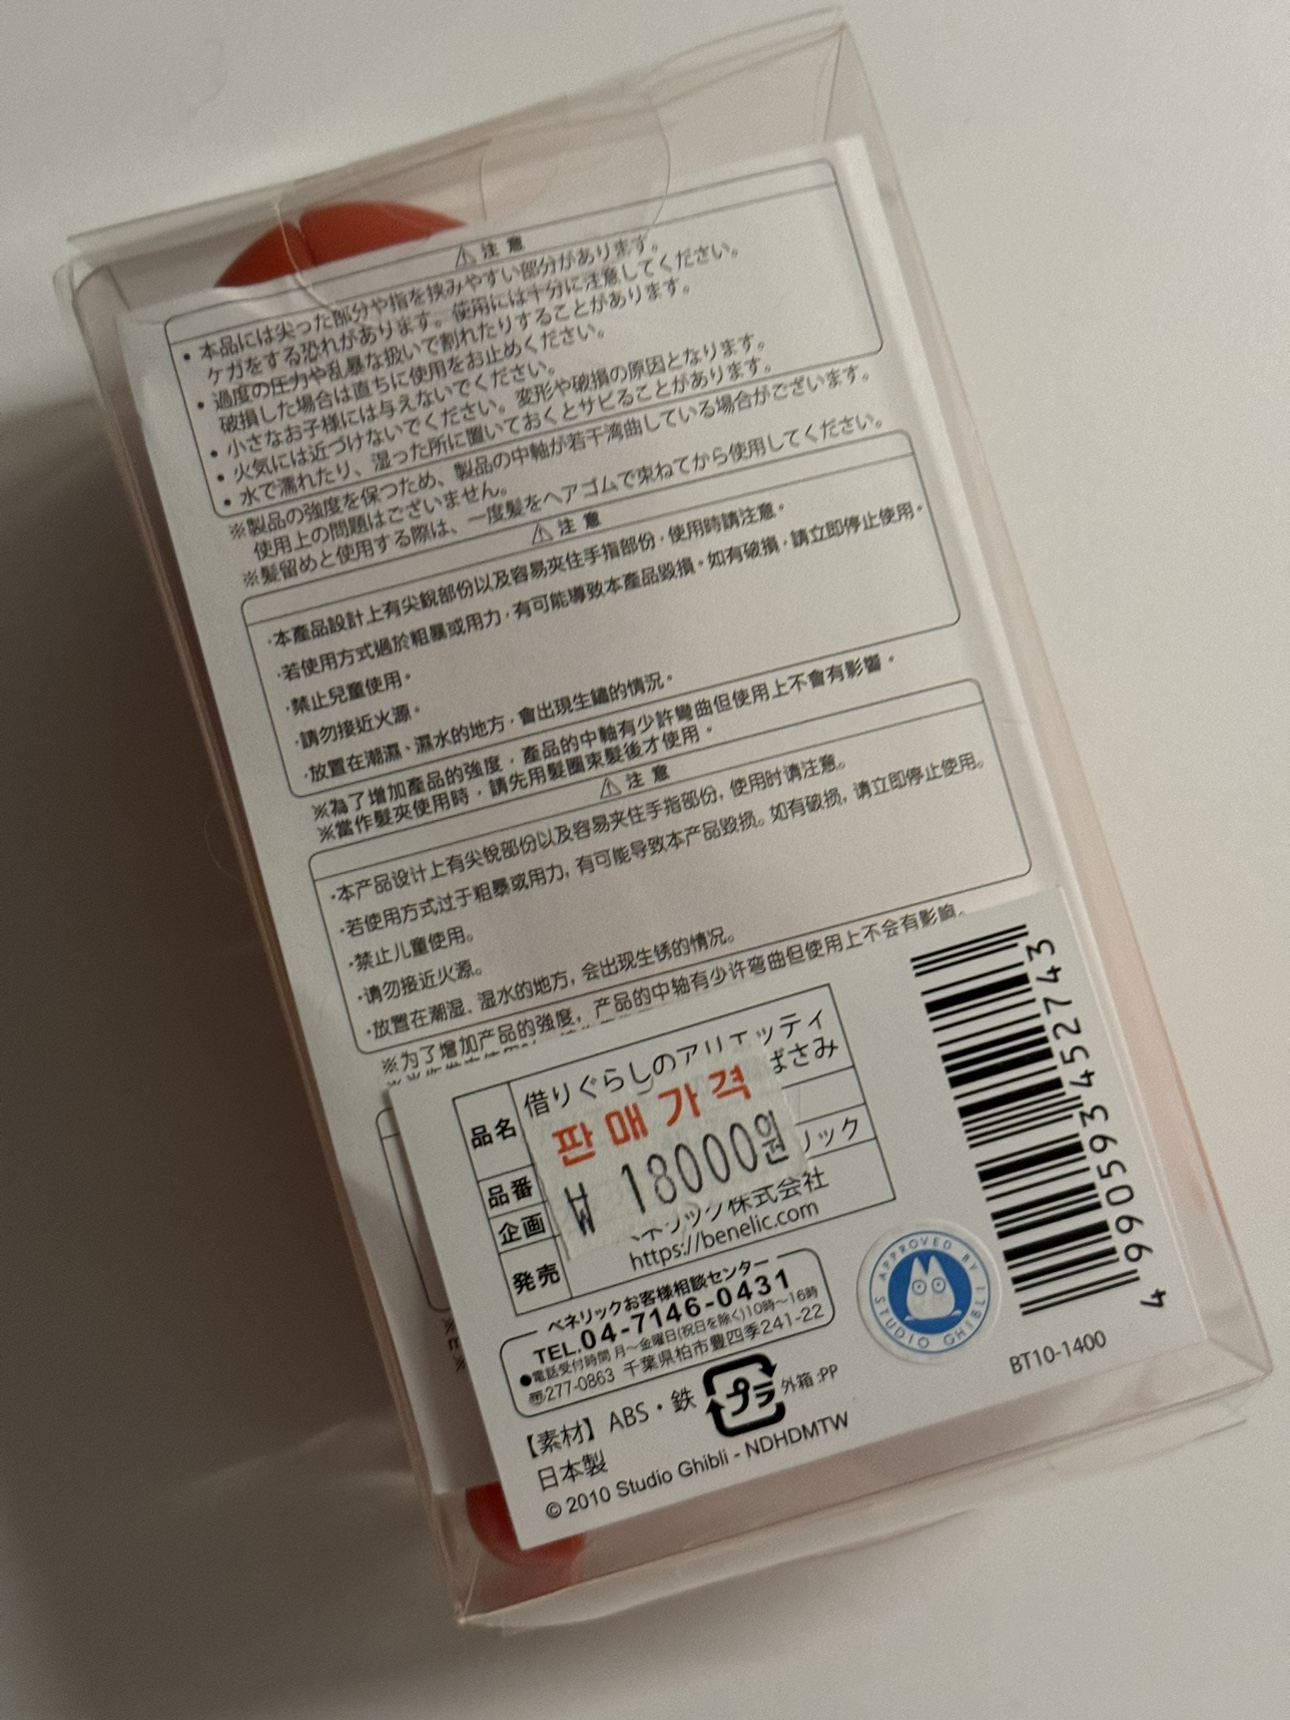 ⚠ 注 意
• 本品には尖った部分や指を挟みやすい部分があります。
ケガをする恐れがあります。使用には十分に注意してください。
• 過度の圧力や乱暴な扱いで割れたりすることがあります。
破損した場合は直ちに使用をお止めください。
• 小さなお子様には与えないでください。
• 火気には近づけないでください。変形や破損の原因となります。
• 水で濡れたり、湿った所に置いておくとサビることがあります。
※製品の強度を保つため、製品の中軸が若干湾曲している場合がございます。
使用上の問題はございません。
※髪留めと使用する際は、一度髪をヘアゴムで束ねてから使用してください。
⚠ 注 意
·本產品設計上有尖銳部份以及容易夾住手指部份，使用時請注意。
·若使用方式過於粗暴或用力，有可能導致本產品毀損。如有破損，請立即停止使用。
·禁止兒童使用。
·請勿接近火源。
·放置在潮濕、濕水的地方，會出現生鏽的情況。
※為了增加產品的強度，產品的中軸有少許彎曲但使用上不會有影響。
※當作髮夾使用時，請先用髮圈束髮後才使用。
⚠ 注 意
·本产品设计上有尖锐部份以及容易夹住手指部份, 使用时请注意。
·若使用方式过于粗暴或用力, 有可能导致本产品毁损。如有破损, 请立即停止使用。
·禁止儿童使用。
·请勿接近火源。
·放置在潮湿、湿水的地方, 会出现生锈的情况。
※为了增加产品的强度, 产品的中轴有少许弯曲但使用上不会有影响。
品名 借りぐらしのアリエッティ
ばさみ
판매가격
₩ 18000원
品番
企画 リック
発売 ベネリック株式会社
https://benelic.com
ベネリックお客様相談センター
TEL.04-7146-0431
●電話受付時間 月～金曜日(祝日を除く)10時～16時
〒277-0863 千葉県柏市豊四季241-22
【素材】ABS・鉄 プラ 外箱:PP
日本製
© 2010 Studio Ghibli - NDHDMTW
APPROVED BY STUDIO GHIBLI
4990593452743
BT10-1400